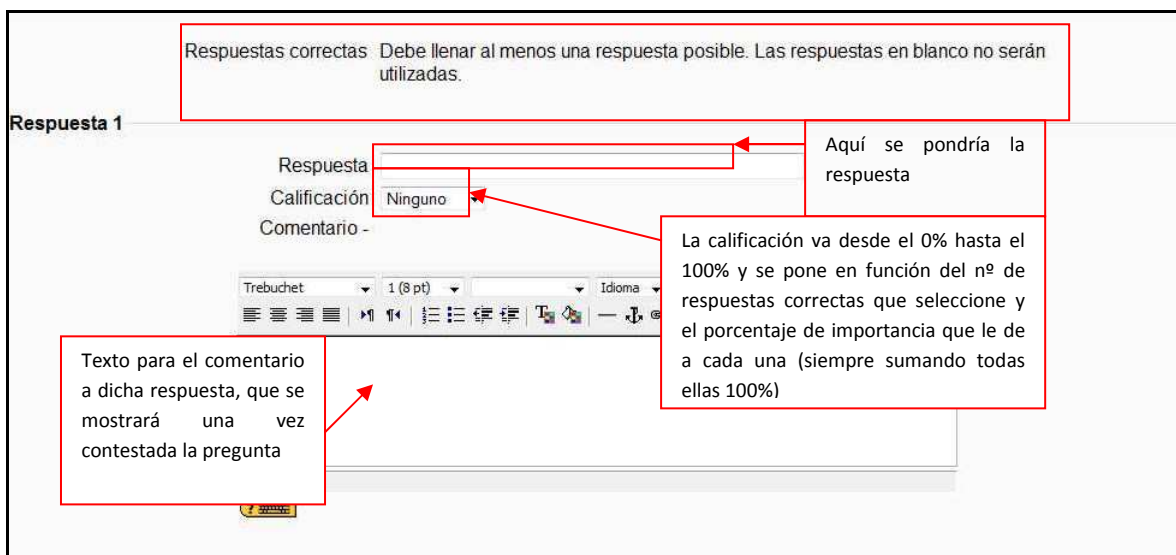 Respuestas correctas Debe llenar al menos una respuesta posible. Las respuestas en blanco no serán
utilizadas.
Respuesta 1
Aquí se pondría la
respuesta
Respuesta
Calificación Ninguno
Comentario -
La calificación va desde el 0% hasta el
100% y se pone en función del nº de
respuestas correctas que seleccione y
el porcentaje de importancia que le de
a cada una (siempre sumando todas
ellas 100%)
Trebuchet 1 (8 pt) Idioma
Texto para el comentario
a dicha respuesta, que se
mostrará una vez
contestada la pregunta